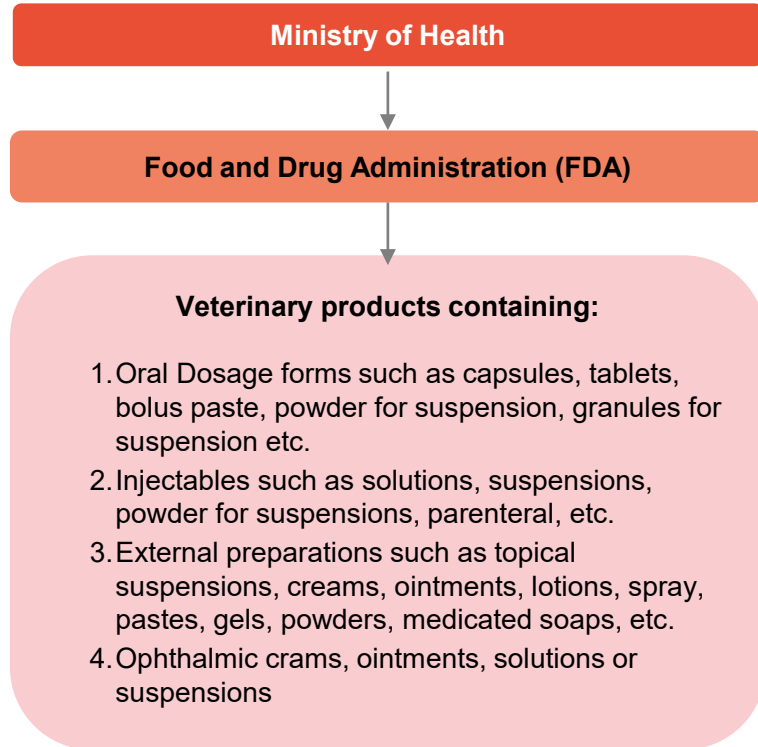 Ministry of Health
Food and Drug Administration (FDA)
Veterinary products containing:
1. Oral Dosage forms such as capsules, tablets,
bolus paste, powder for suspension, granules for
suspension etc.
2. Injectables such as solutions, suspensions,
powder for suspensions, parenteral, etc.
3. External preparations such as topical
suspensions, creams, ointments, lotions, spray,
pastes, gels, powders, medicated soaps, etc.
4. Ophthalmic crams, ointments, solutions or
suspensions